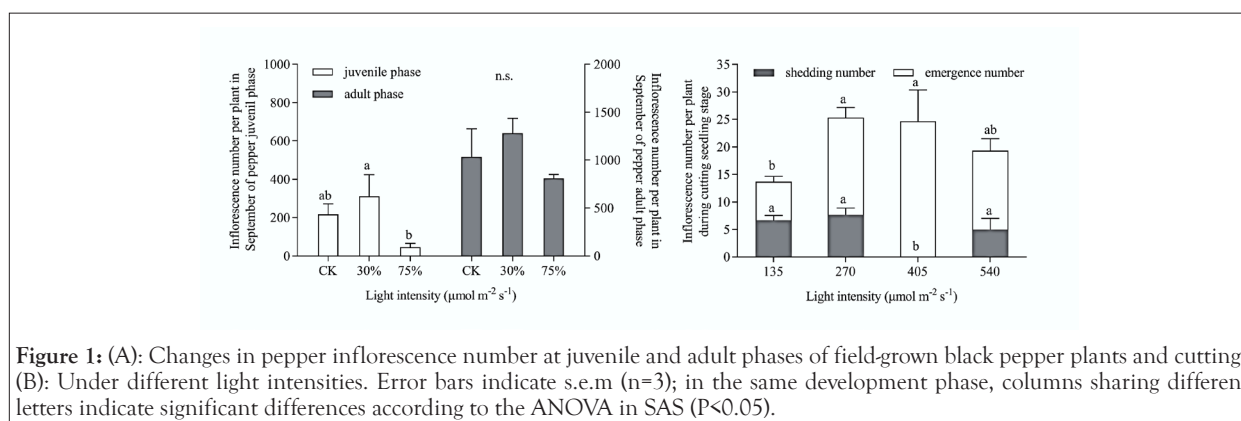 Inflorescence number per plant in
September of pepper juvenil phase
1000
800
600
400
200
0
juvenile phase
adult phase
n.s.
ab
a
b
CK
30%
75%
CK
30%
75%
Light intensity (μmol m-2 s-1)
2000
1500
1000
500
0
Inflorescence number per plant in
September of pepper adult phase
Inflorescence number per plant
during cutting seedling stage
35
30
25
20
15
10
5
0
shedding number
emergence number
b
a
a
ab
a
a
b
a
135
270
405
540
Light intensity (μmol m-2 s-1)
Figure 1: (A): Changes in pepper inflorescence number at juvenile and adult phases of field-grown black pepper plants and cutting
(B): Under different light intensities. Error bars indicate s.e.m (n=3); in the same development phase, columns sharing differen
letters indicate significant differences according to the ANOVA in SAS (P<0.05).